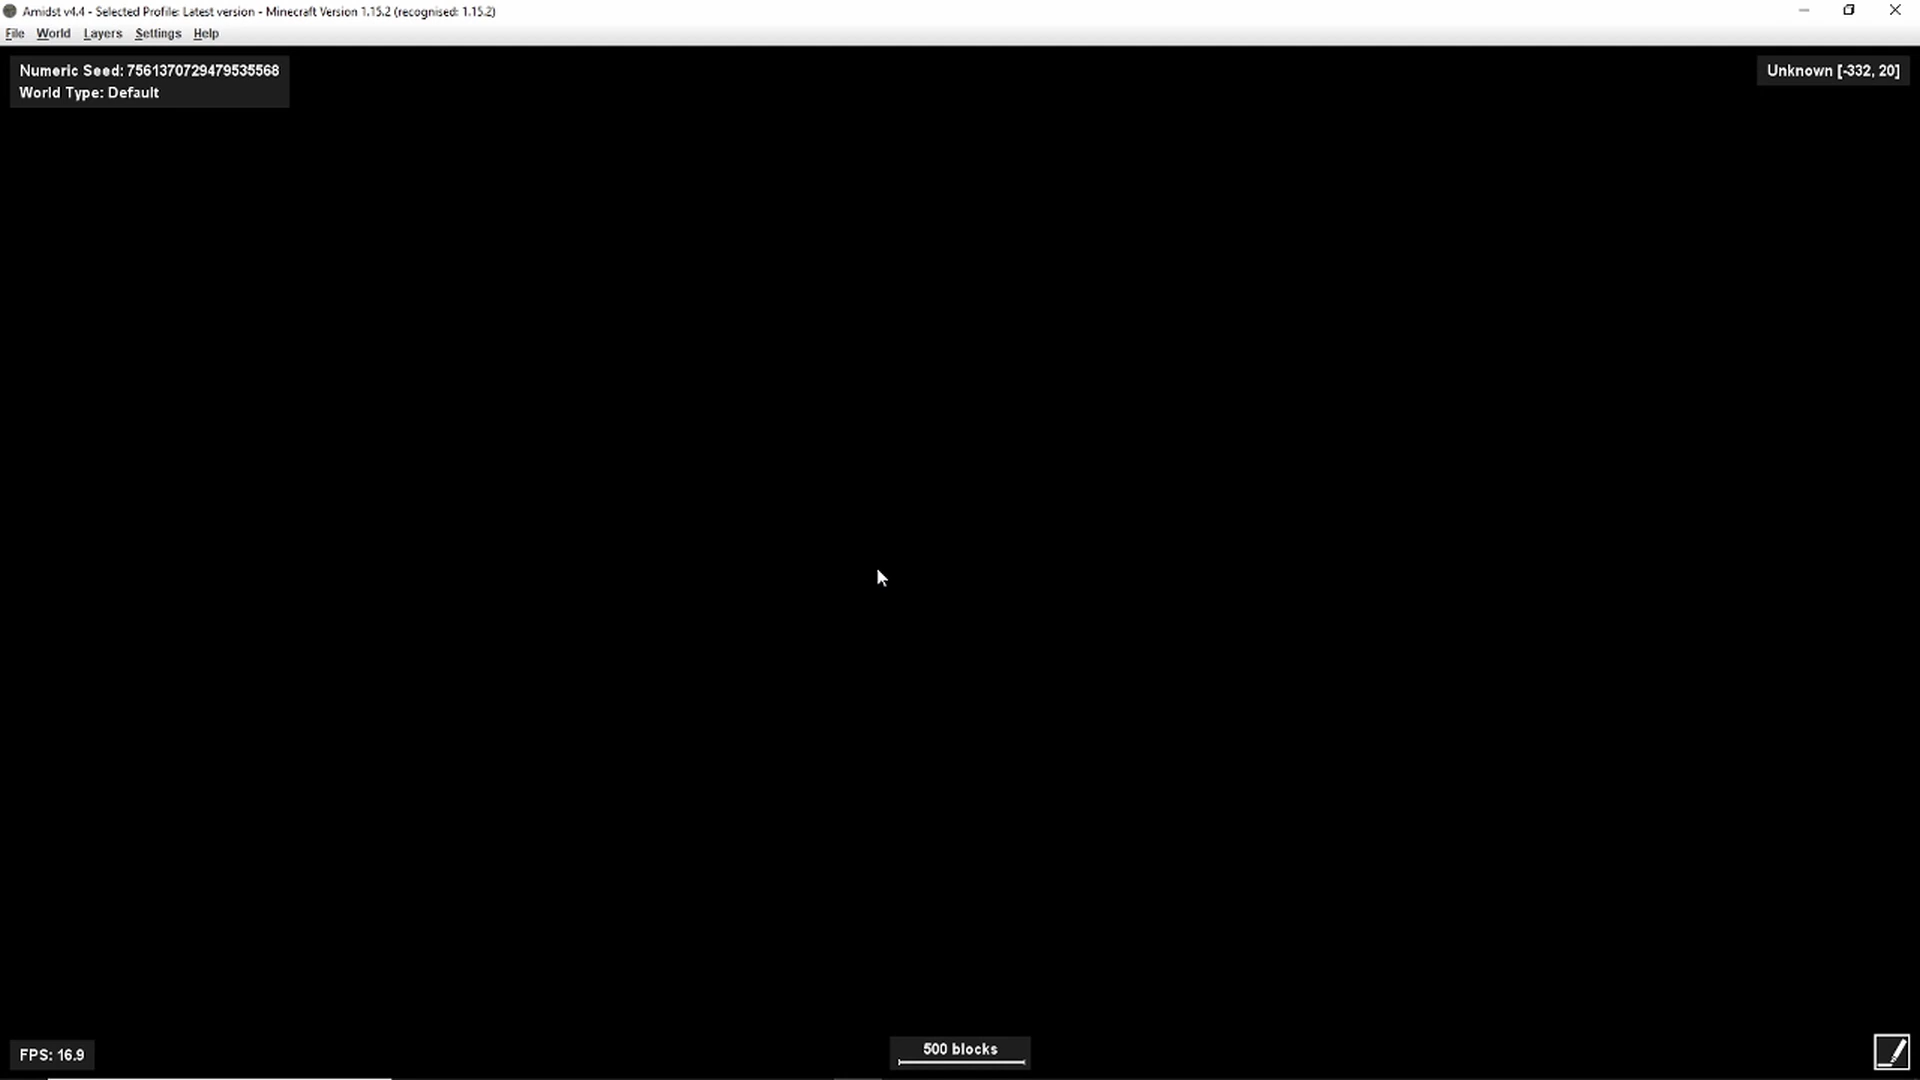 Amidst v4.4 - Selected Profile: Latest version - Minecraft Version 1.15.2 (recognised: 1.15.2)
File World Layers Settings Help
Numeric Seed: 7561370729479535568
World Type: Default
Unknown [-332, 20]
FPS: 16.9
500 blocks